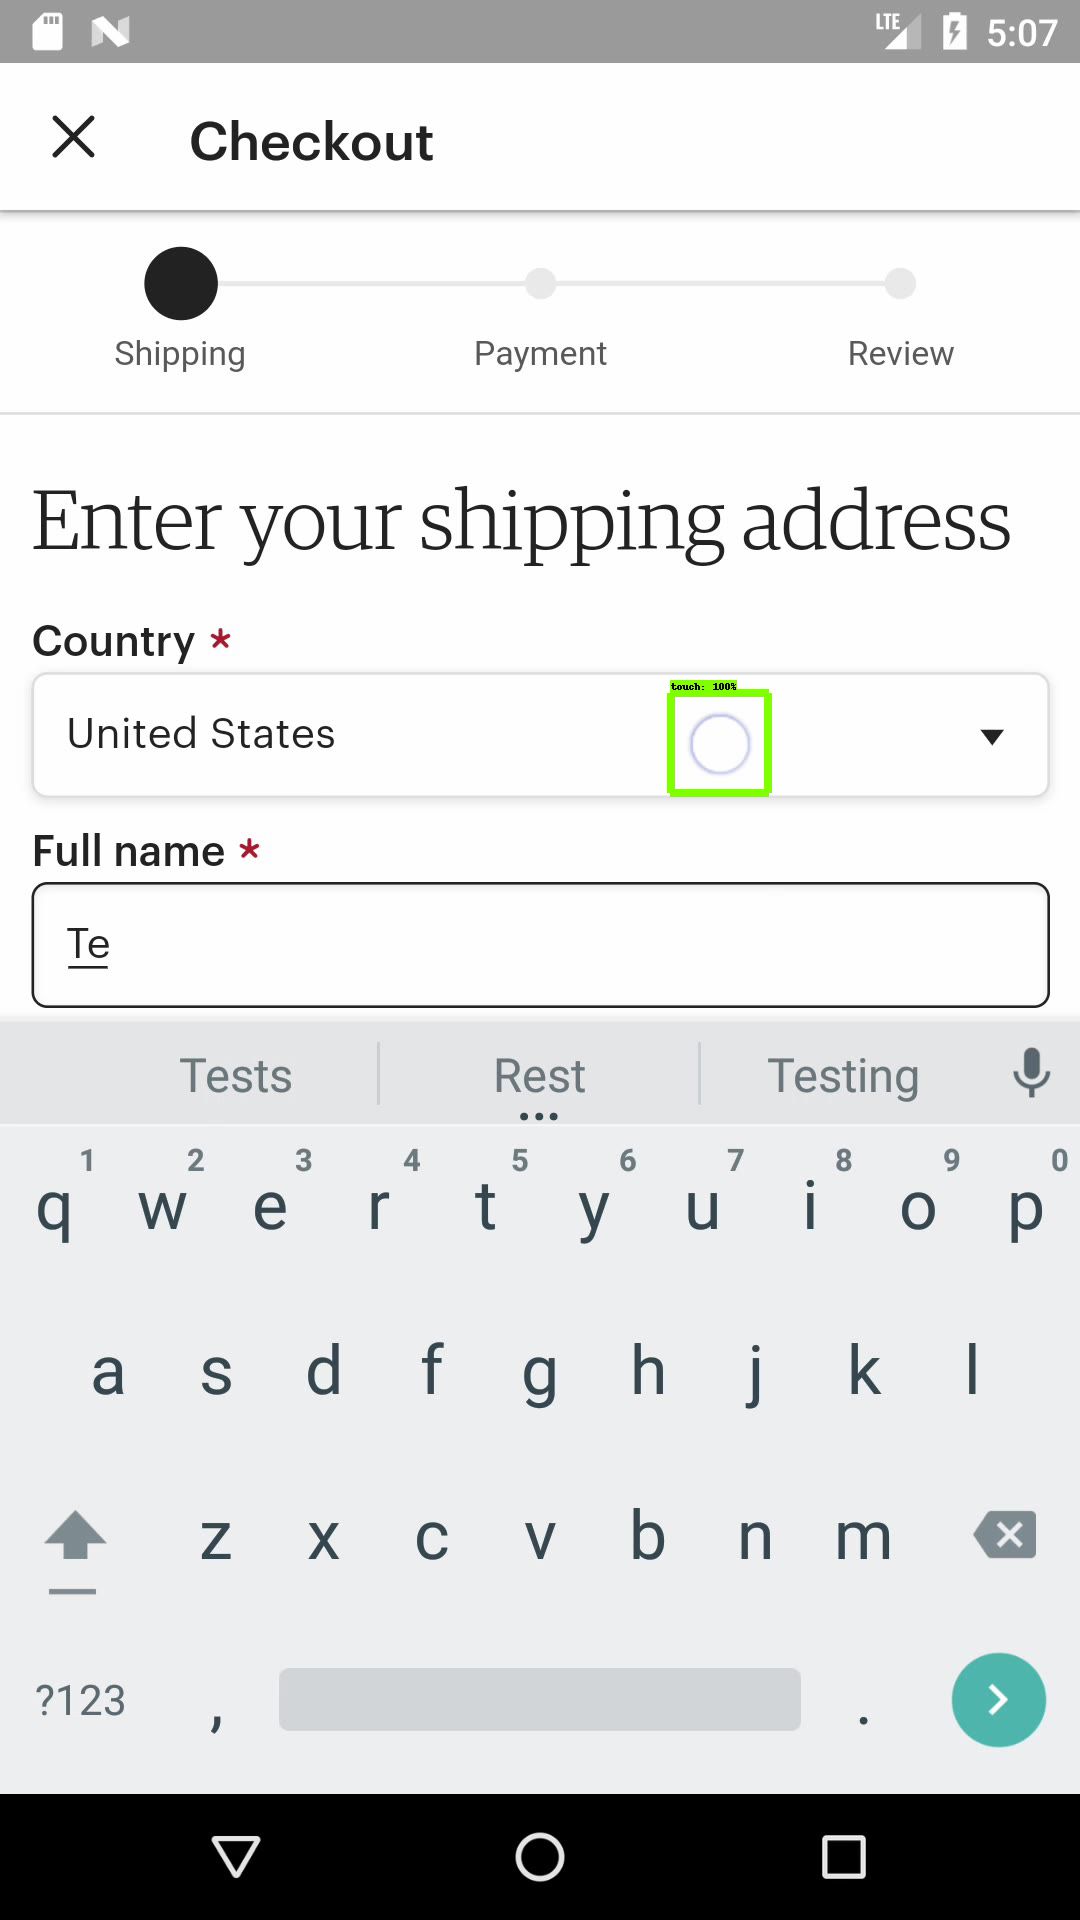 LTE 5:07
Checkout
Shipping Payment Review
Enter your shipping address
Country *
touch: 100%
United States
Full name *
Te
Tests Rest Testing
1 2 3 4 5 6 7 8 9 0
q w e r t y u i o p
a s d f g h j k l
z x c v b n m
?123 , .